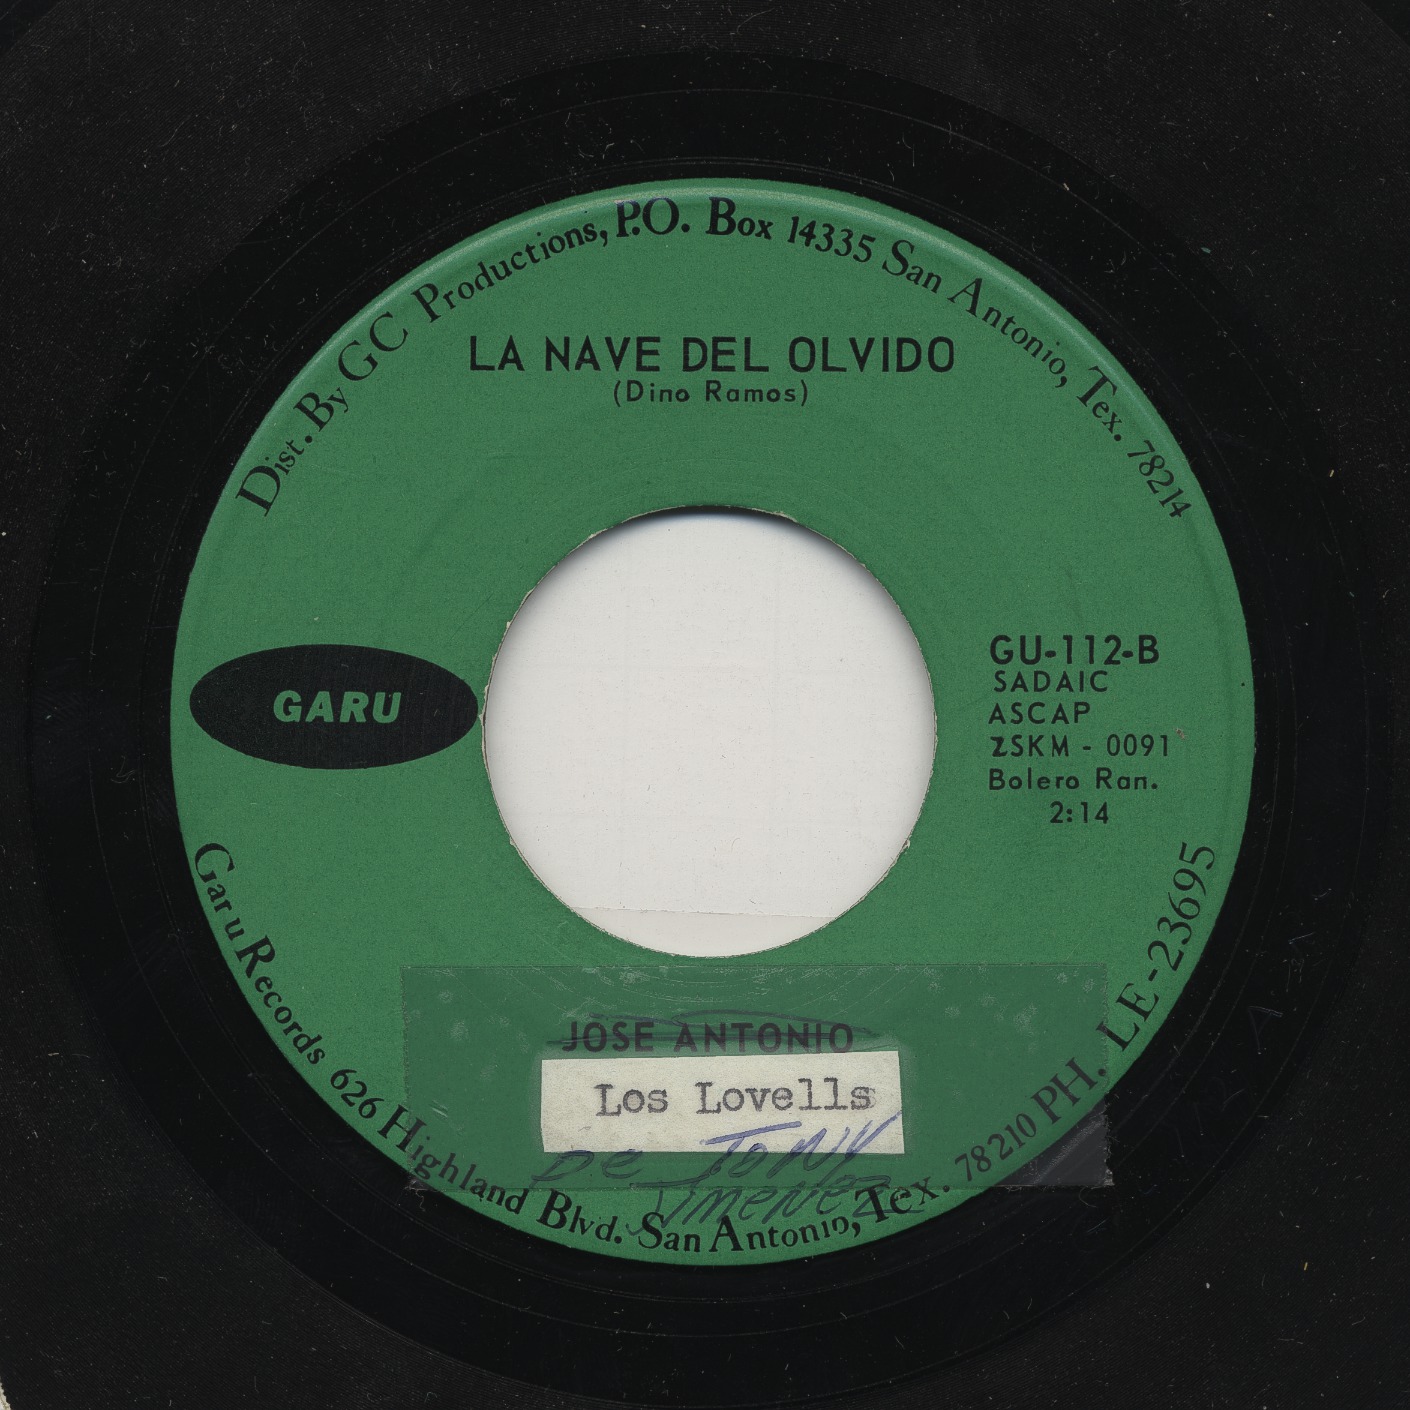 Dist. By GC Productions, P.O. Box 14335 San Antonio, Tex. 78214
LA NAVE DEL OLVIDO
(Dino Ramos)
GARU
GU-112-B
SADAIC
ASCAP
ZSKM - 0091
Bolero Ran.
2:14
JOSE ANTONIO
Los Lovells
DE TONY
JIMENEZ
Garu Records 626 Highland Blvd. San Antonio, Tex. 78210 PH. LE-23695